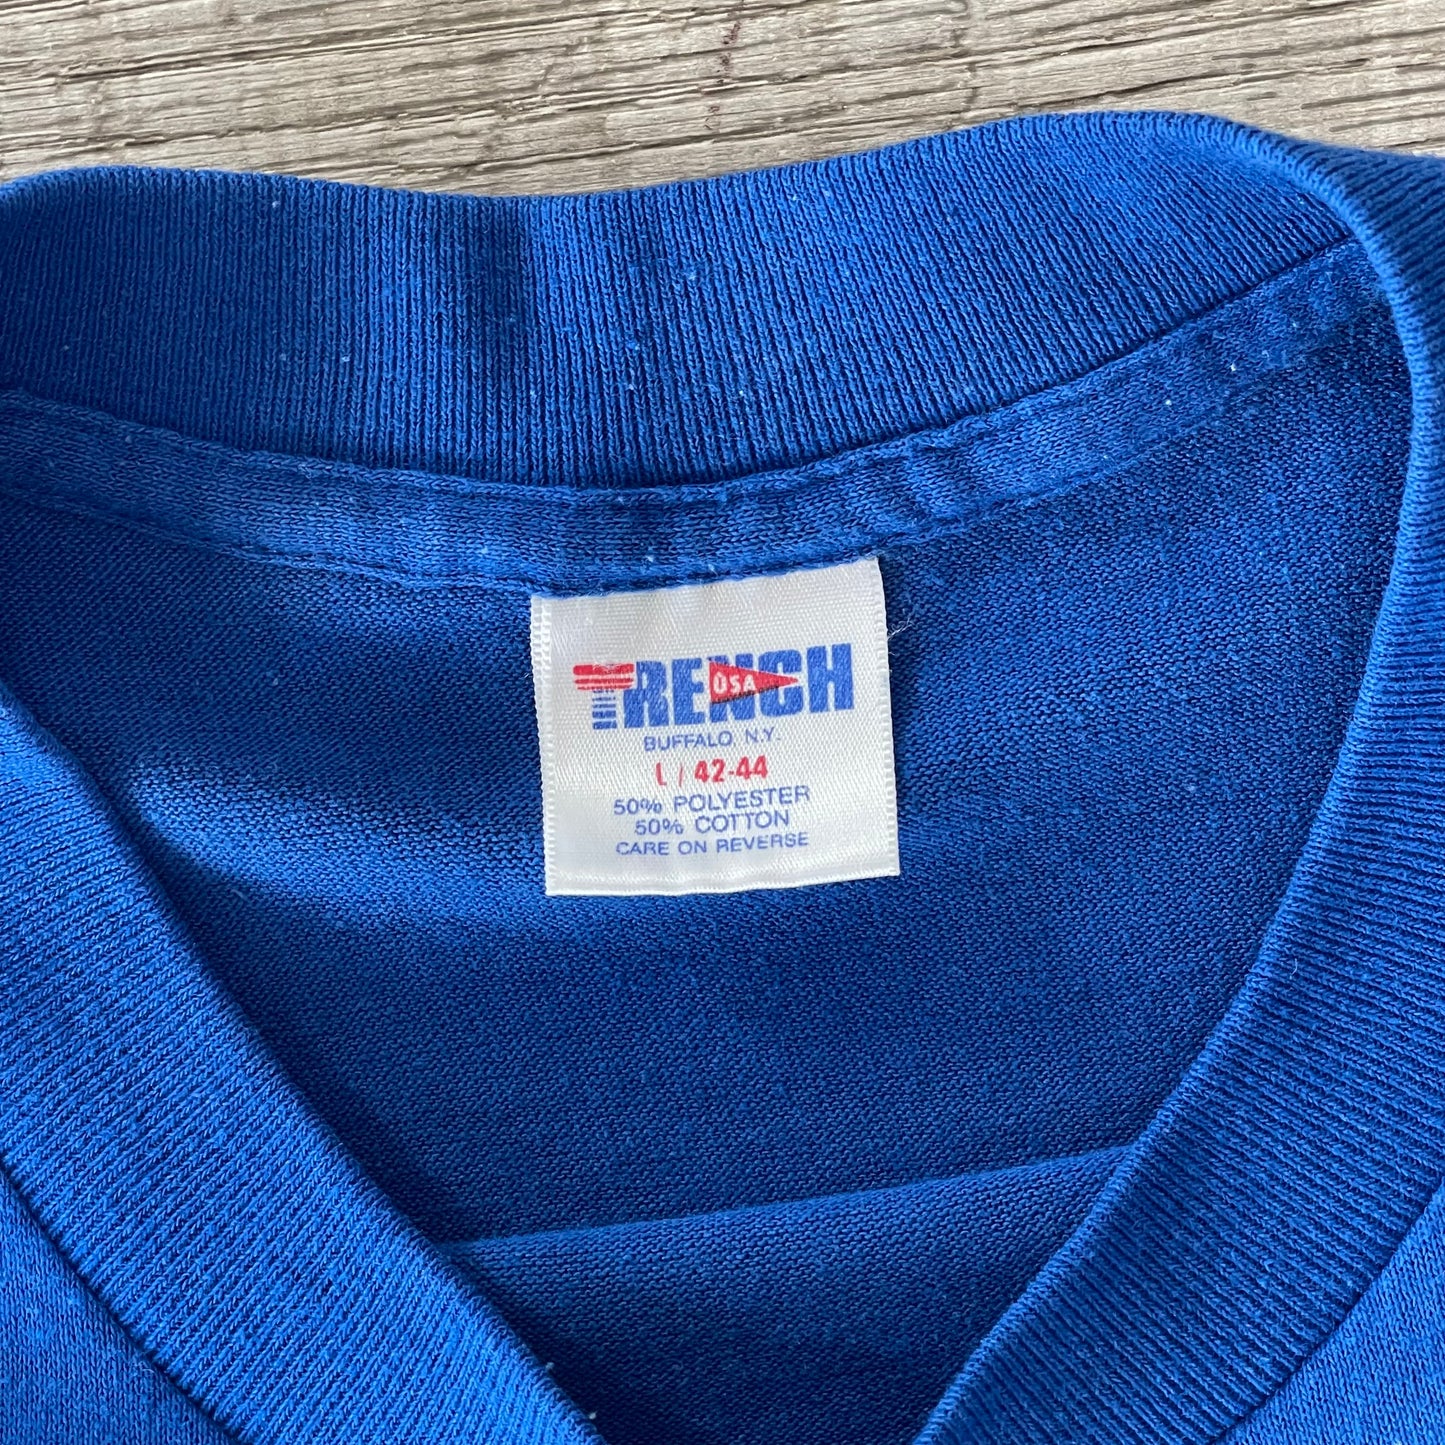 TRENCH
USA
BUFFALO, N.Y.
L / 42-44
50% POLYESTER
50% COTTON
CARE ON REVERSE